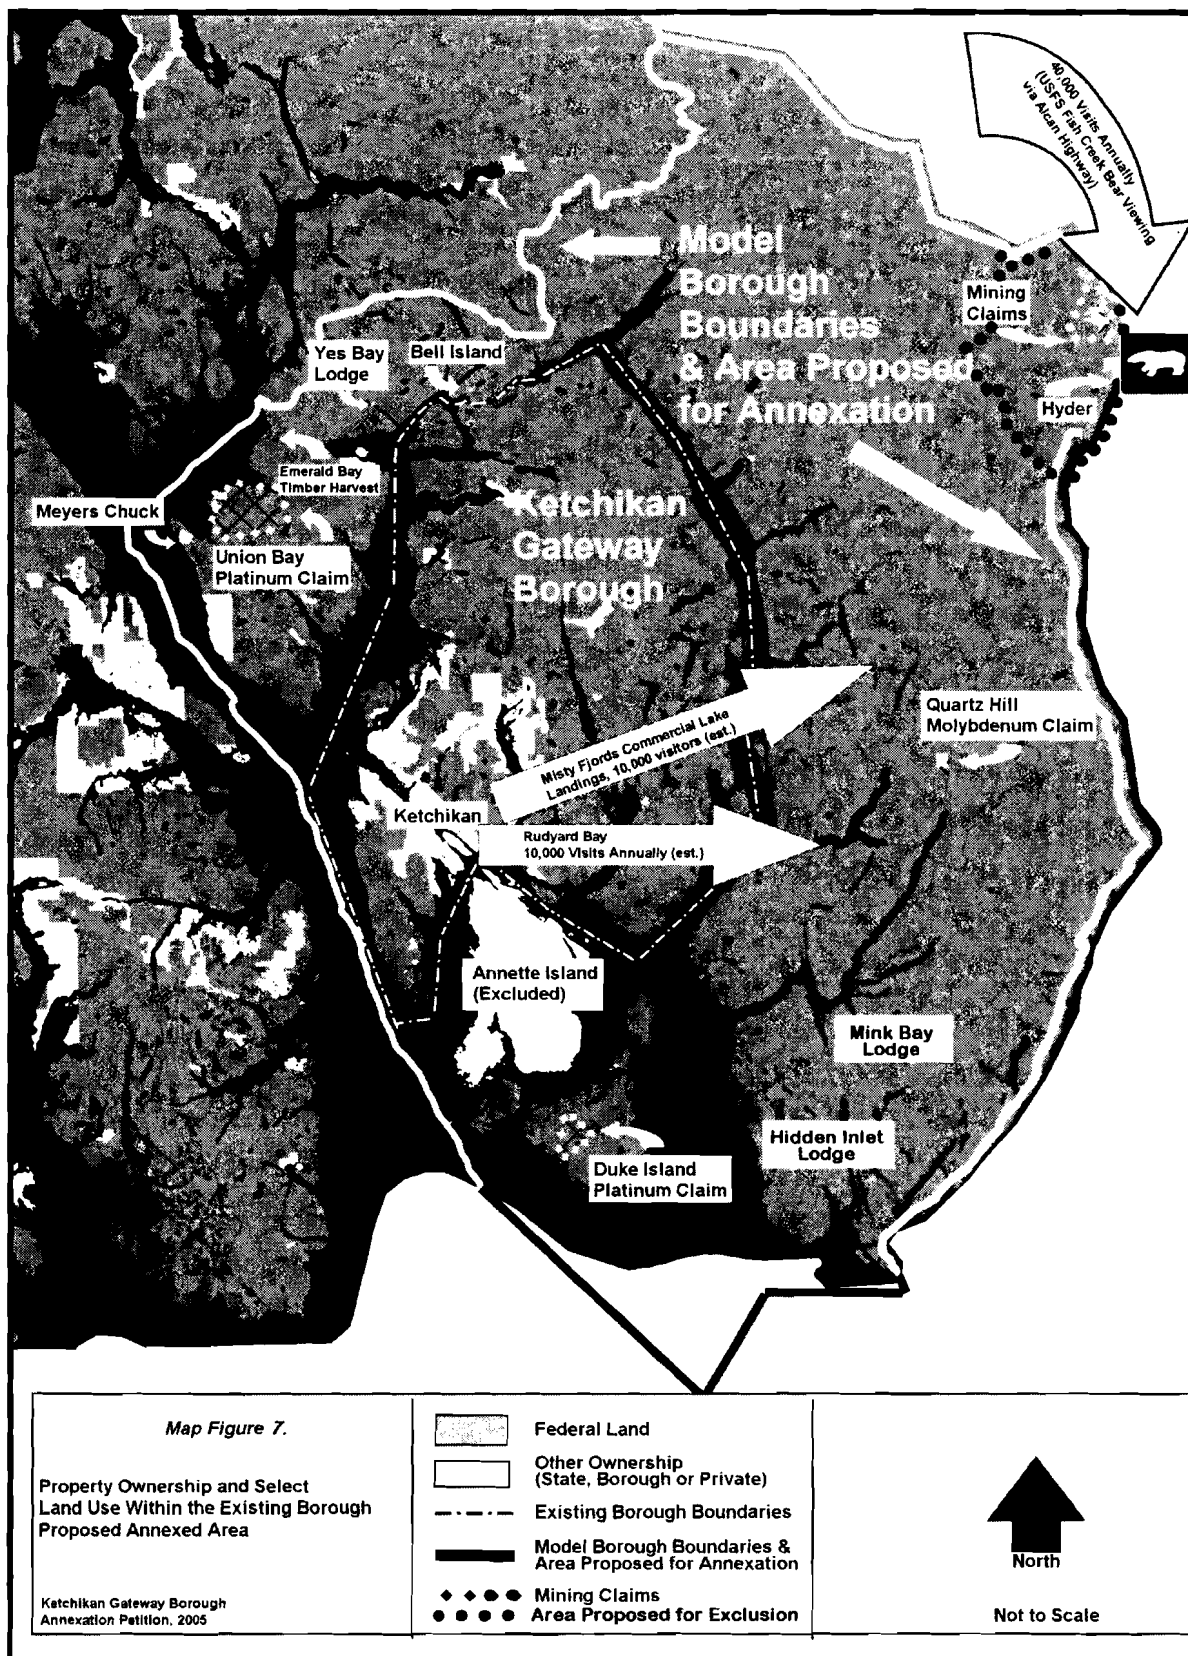 40,000 Visits Annually
(USFS Fish Creek Bear Viewing
via Alcan Highway)
Model
Borough
Boundaries
& Area Proposed
for Annexation
Mining
Claims
Hyder
Yes Bay
Lodge
Bell Island
Emerald Bay
Timber Harvest
Meyers Chuck
Union Bay
Platinum Claim
Ketchikan
Gateway
Borough
Quartz Hill
Molybdenum Claim
Misty Fjords Commercial Lake
Landings, 10,000 visitors (est.)
Ketchikan
Rudyard Bay
10,000 Visits Annually (est.)
Annette Island
(Excluded)
Mink Bay
Lodge
Hidden Inlet
Lodge
Duke Island
Platinum Claim
Map Figure 7.
Property Ownership and Select
Land Use Within the Existing Borough
Proposed Annexed Area
Ketchikan Gateway Borough
Annexation Petition, 2005
Federal Land
Other Ownership
(State, Borough or Private)
Existing Borough Boundaries
Model Borough Boundaries &
Area Proposed for Annexation
Mining Claims
Area Proposed for Exclusion
North
Not to Scale